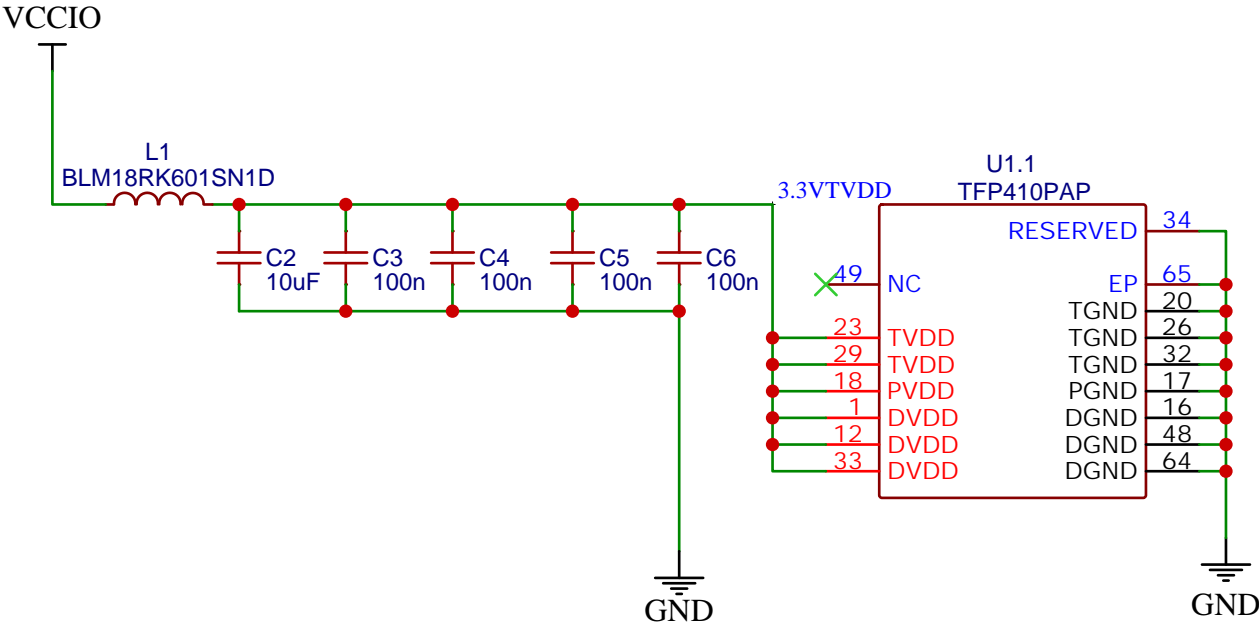 VCCIO
L1
BLM18RK601SN1D
C2
10uF
C3
100n
C4
100n
C5
100n
C6
100n
GND
3.3VTVDD
U1.1
TFP410PAP
RESERVED 34
49 NC
EP 65
TGND 20
TGND 26
TGND 32
PGND 17
DGND 16
DGND 48
DGND 64
23 TVDD
29 TVDD
18 PVDD
1 DVDD
12 DVDD
33 DVDD
GND